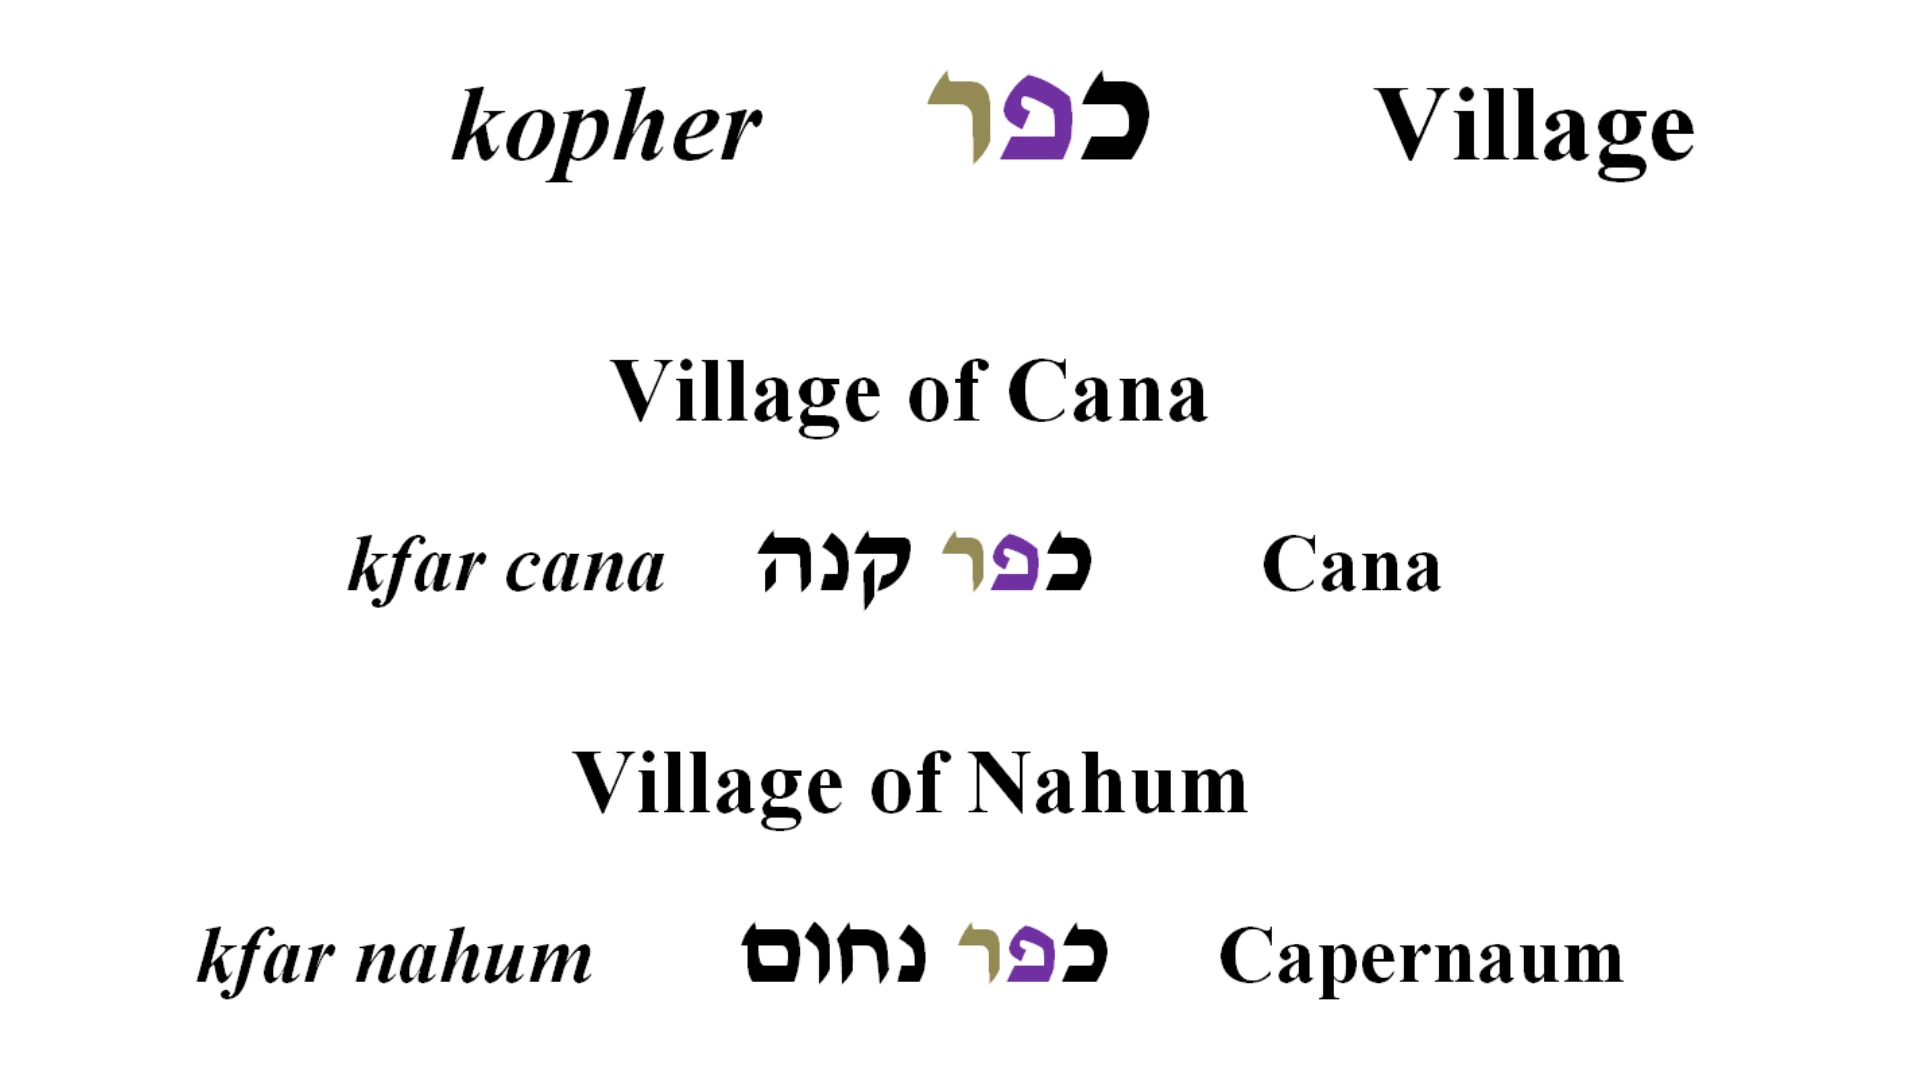 kopher כפר Village
Village of Cana
kfar cana כפר קנה Cana
Village of Nahum
kfar nahum כפר נחום Capernaum